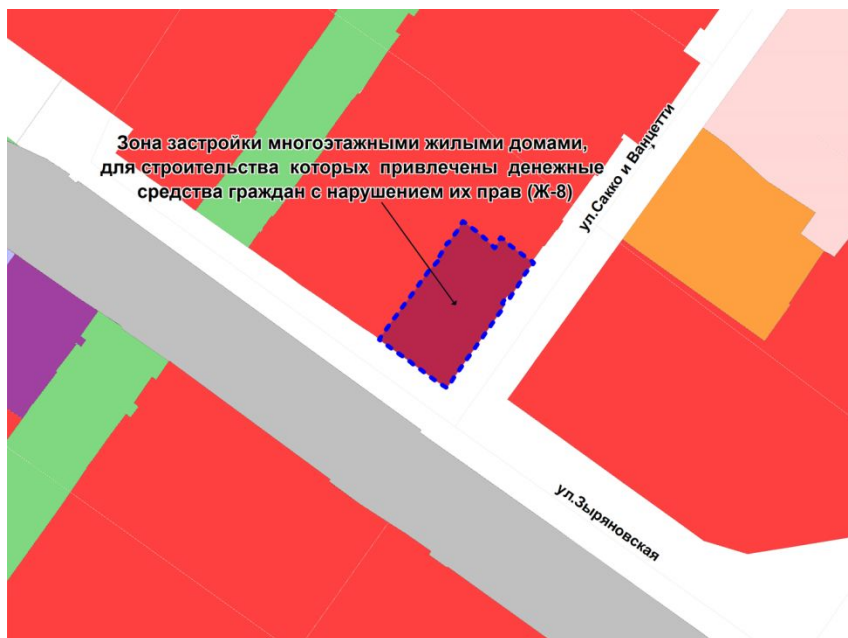 Зона застройки многоэтажными жилыми домами,
для строительства которых привлечены денежные
средства граждан с нарушением их прав (Ж-8)
ул.Сакко и Ванцетти
ул.Зыряновская